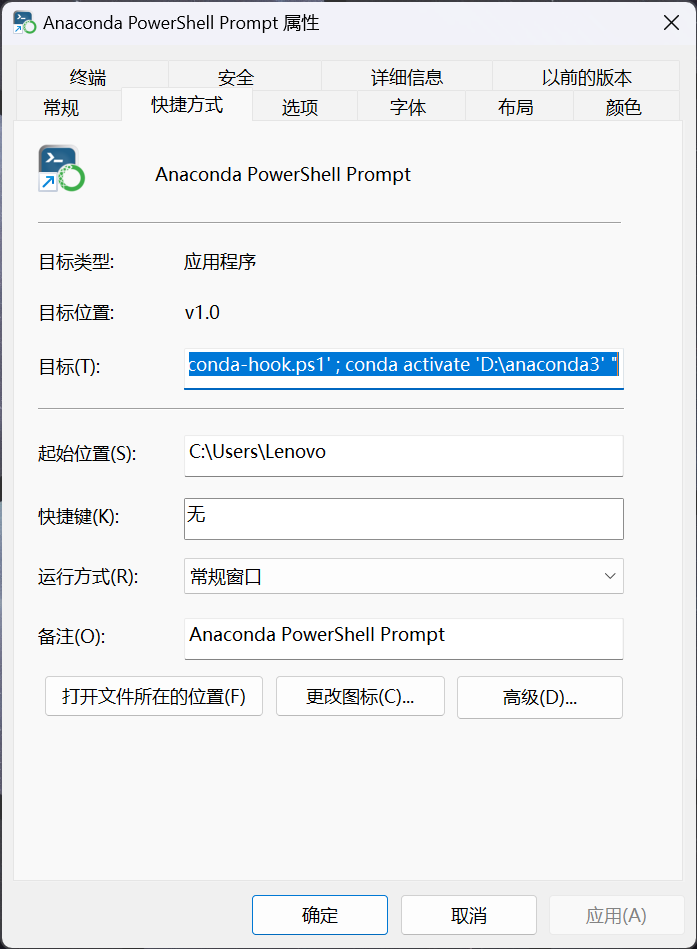 Anaconda PowerShell Prompt 属性
终端 安全 详细信息 以前的版本
常规 快捷方式 选项 字体 布局 颜色
Anaconda PowerShell Prompt
目标类型: 应用程序
目标位置: v1.0
目标(T): conda-hook.ps1' ; conda activate 'D:\anaconda3' "
起始位置(S): C:\Users\Lenovo
快捷键(K): 无
运行方式(R): 常规窗口
备注(O): Anaconda PowerShell Prompt
打开文件所在的位置(F) 更改图标(C)... 高级(D)...
确定 取消 应用(A)